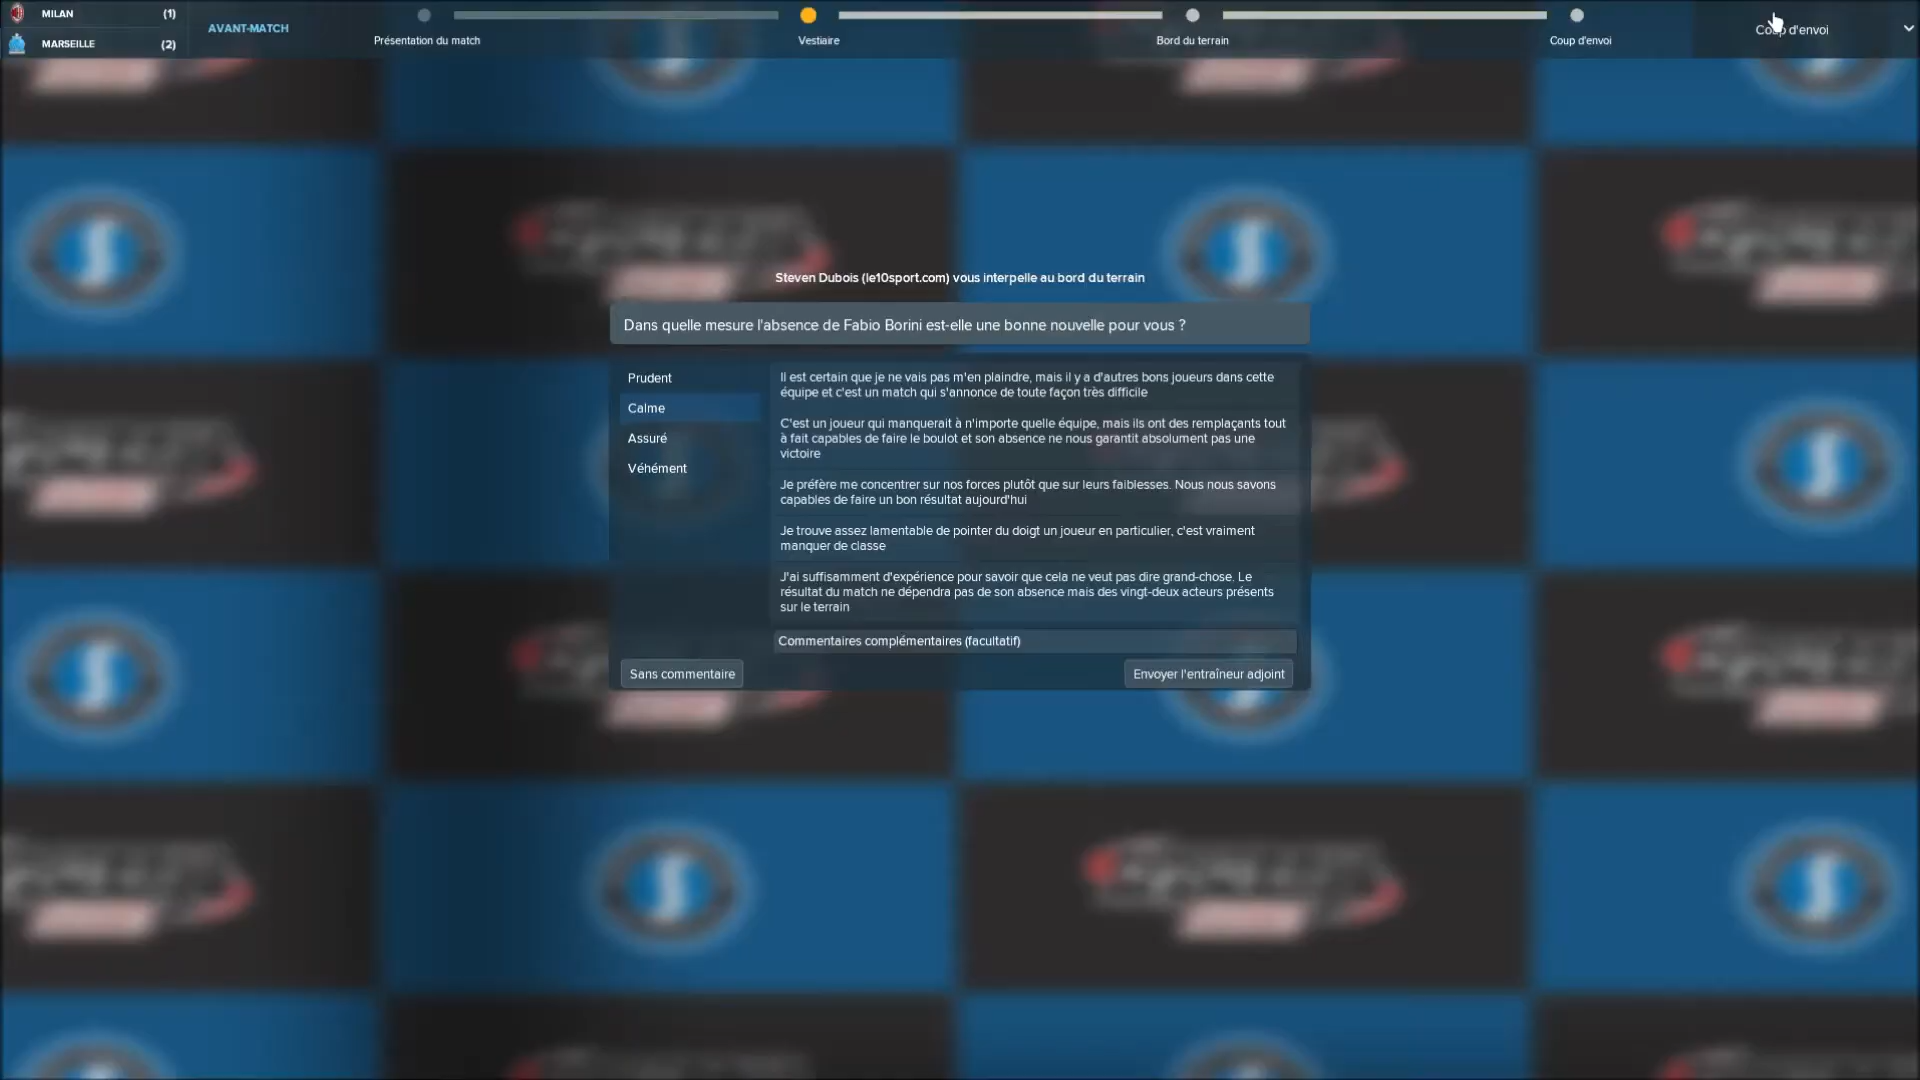 MILAN (1)
MARSEILLE (2)
AVANT-MATCH
Présentation du match
Vestiaire
Bord du terrain
Coup d'envoi
Coup d'envoi
Steven Dubois (le10sport.com) vous interpelle au bord du terrain
Dans quelle mesure l'absence de Fabio Borini est-elle une bonne nouvelle pour vous ?
Prudent
Calme
Assuré
Véhément
Il est certain que je ne vais pas m'en plaindre, mais il y a d'autres bons joueurs dans cette
équipe et c'est un match qui s'annonce de toute façon très difficile
C'est un joueur qui manquerait à n'importe quelle équipe, mais ils ont des remplaçants tout
à fait capables de faire le boulot et son absence ne nous garantit absolument pas une
victoire
Je préfère me concentrer sur nos forces plutôt que sur leurs faiblesses. Nous nous savons
capables de faire un bon résultat aujourd'hui
Je trouve assez lamentable de pointer du doigt un joueur en particulier, c'est vraiment
manquer de classe
J'ai suffisamment d'expérience pour savoir que cela ne veut pas dire grand-chose. Le
résultat du match ne dépendra pas de son absence mais des vingt-deux acteurs présents
sur le terrain
Commentaires complémentaires (facultatif)
Sans commentaire
Envoyer l'entraîneur adjoint